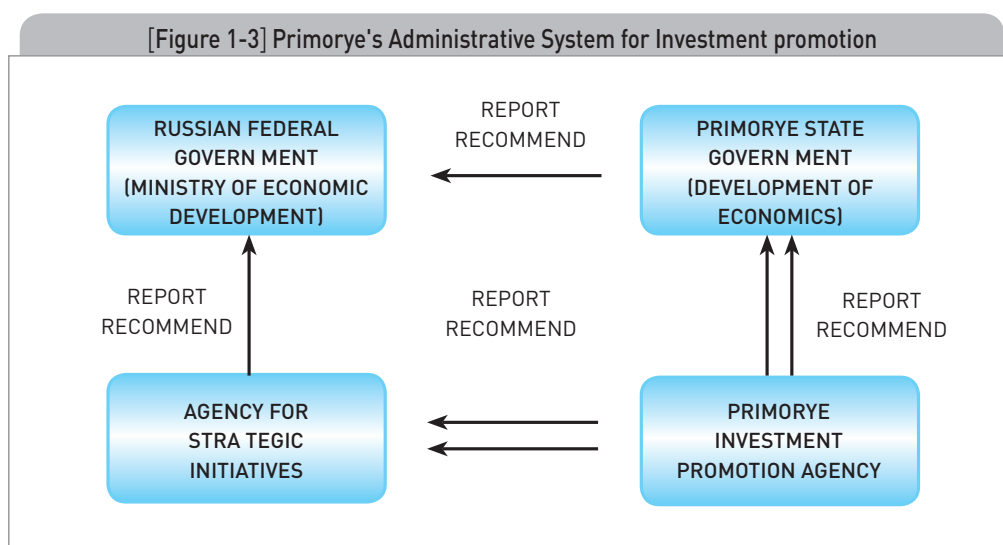 [Figure 1-3] Primorye's Administrative System for Investment promotion
RUSSIAN FEDERAL
GOVERN MENT
(MINISTRY OF ECONOMIC
DEVELOPMENT)
REPORT
RECOMMEND
PRIMORYE STATE
GOVERN MENT
(DEVELOPMENT OF
ECONOMICS)
REPORT
RECOMMEND
REPORT
RECOMMEND
REPORT
RECOMMEND
AGENCY FOR
STRA TEGIC
INITIATIVES
PRIMORYE
INVESTMENT
PROMOTION AGENCY